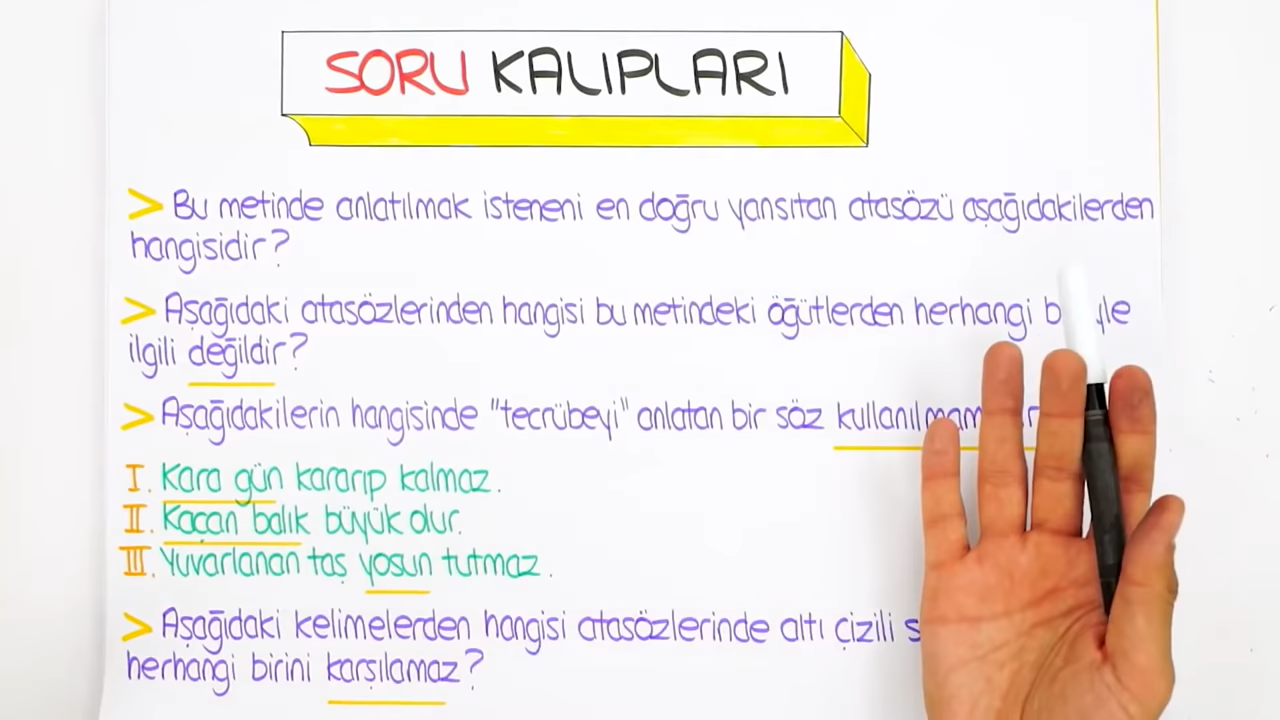 SORU KALIPLARI
> Bu metinde anlatılmak isteneni en doğru yansıtan atasözü aşağıdakilerden
hangisidir?
> Aşağıdaki atasözlerinden hangisi bu metindeki öğütlerden herhangi
ilgili değildir?
> Aşağıdakilerin hangisinde "tecrübeyi" anlatan bir söz
I. Kara gün kararıp kalmaz.
II. Kaçan balık büyük olur.
III. Yuvarlanan taş yosun tutmaz.
> Aşağıdaki kelimelerden hangisi atasözlerinde altı çizili
herhangi birini karşılamaz?